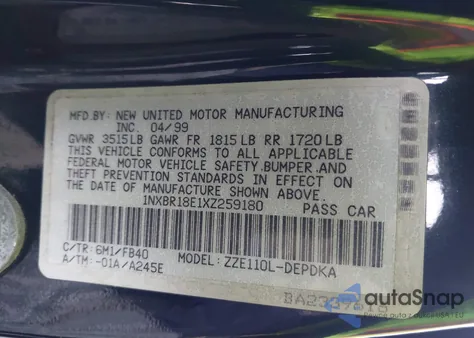 MFD.BY: NEW UNITED MOTOR MANUFACTURING
INC. 04/99
GVWR 3515LB GAWR FR 1815LB RR 1720LB
THIS VEHICLE CONFORMS TO ALL APPLICABLE
FEDERAL MOTOR VEHICLE SAFETY,BUMPER,AND
THEFT PREVENTION STANDARDS IN EFFECT ON
THE DATE OF MANUFACTURE SHOWN ABOVE.
1NXBR18E1XZ259180 PASS CAR
C/TR: 6M1/FB40 MODEL: ZZE110L-DEPDKA
A/TM: -01A/A245E
autoSnap